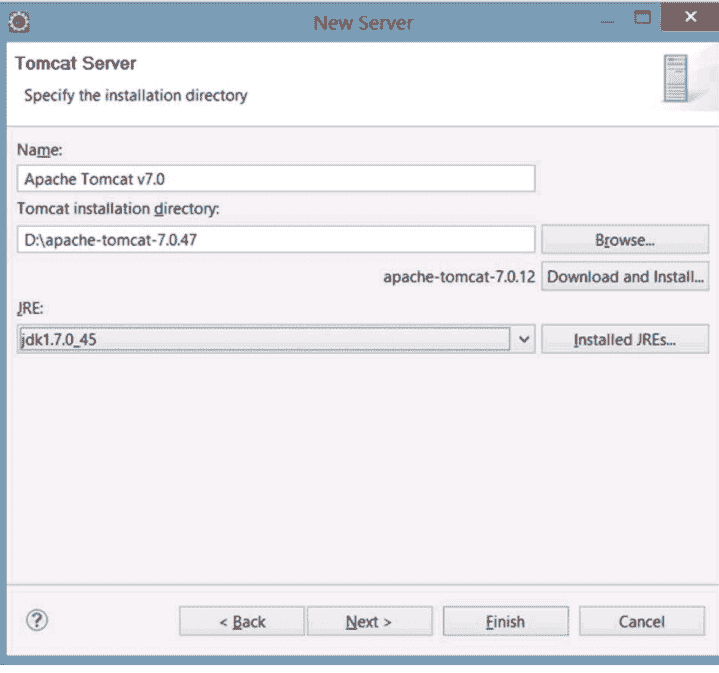 New Server
Tomcat Server
Specify the installation directory
Name:
Apache Tomcat v7.0
Tomcat installation directory:
D:\apache-tomcat-7.0.47 Browse...
apache-tomcat-7.0.12 Download and Install...
JRE:
jdk1.7.0_45 Installed JREs...
? < Back Next > Finish Cancel